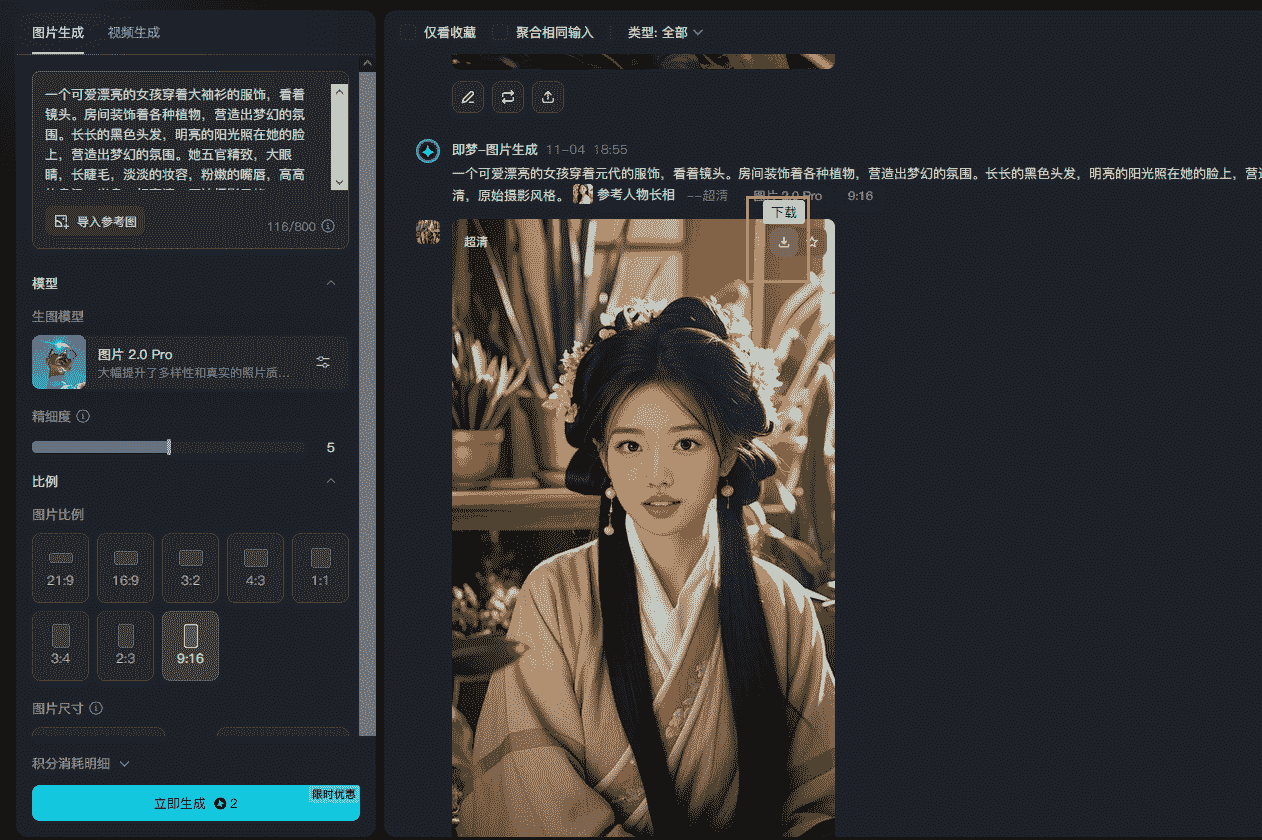 图片生成
视频生成
一个可爱漂亮的女孩穿着大袖衫的服饰，看着
镜头。房间装饰着各种植物，营造出梦幻的氛
围。长长的黑色头发，明亮的阳光照在她的脸
上，营造出梦幻的氛围。她五官精致，大眼
睛，长睫毛，淡淡的妆容，粉嫩的嘴唇，高高
导入参考图
116/800
模型
生图模型
图片 2.0 Pro
大幅提升了多样性和真实的照片质...
精细度
5
比例
图片比例
21:9
16:9
3:2
4:3
1:1
3:4
2:3
9:16
图片尺寸
积分消耗明细
限时优惠
立即生成 2
仅看收藏
聚合相同输入
类型: 全部
即梦-图片生成 11-04 18:55
一个可爱漂亮的女孩穿着元代的服饰，看着镜头。房间装饰着各种植物，营造出梦幻的氛围。长长的黑色头发，明亮的阳光照在她的脸上，营
清，原始摄影风格。 参考人物长相 --超清 图片 2.0 Pro 9:16
下载
超清